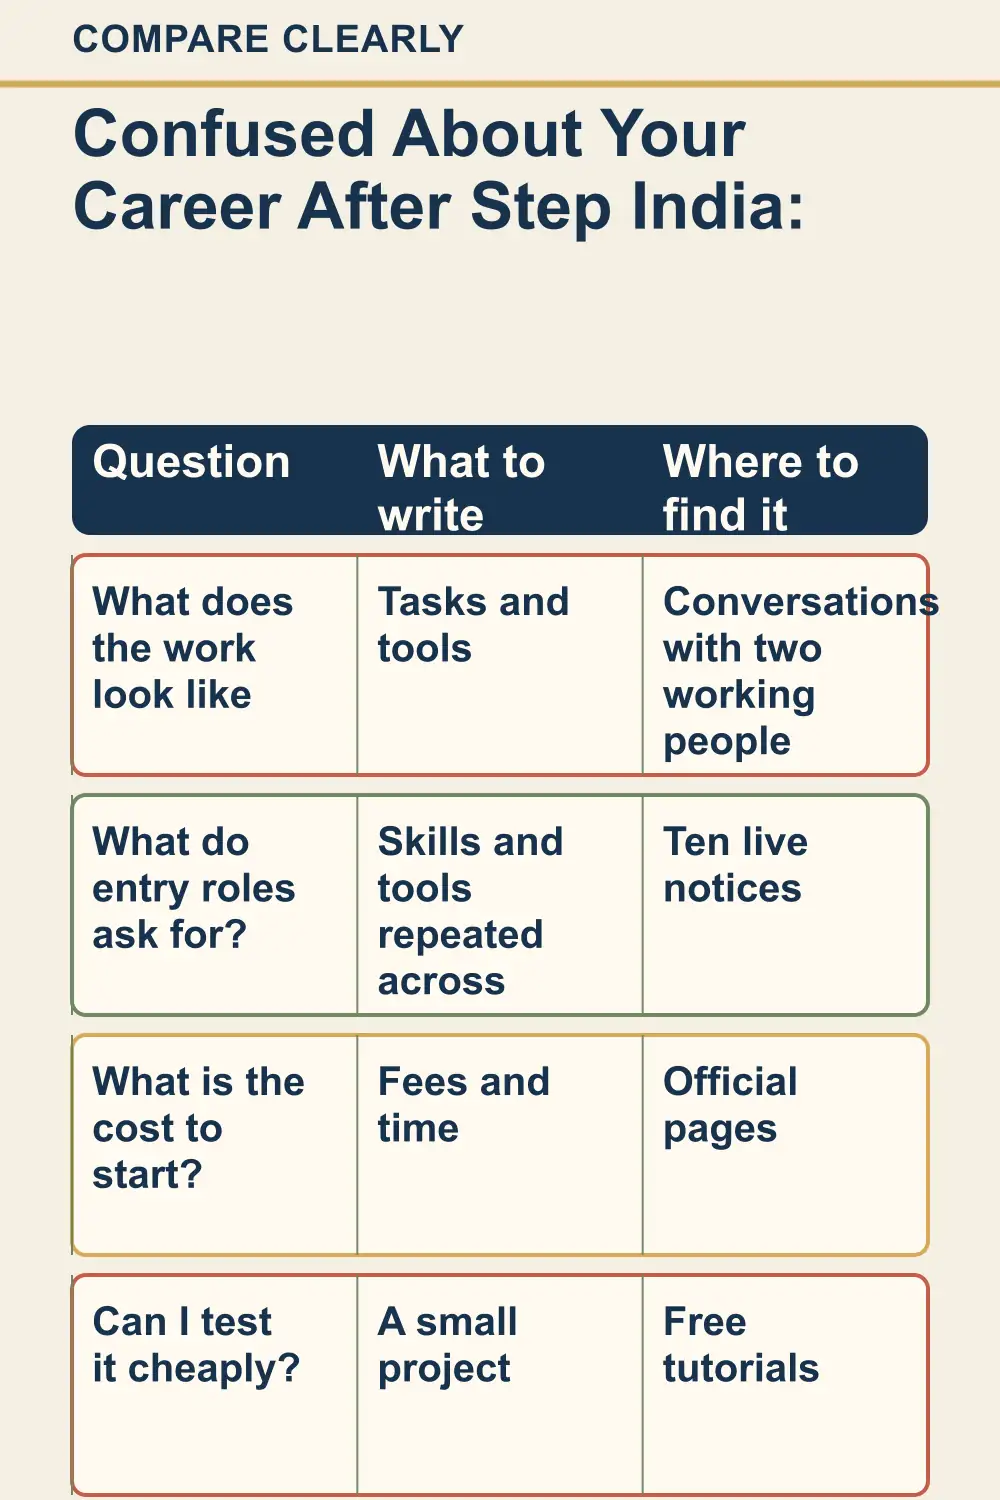 COMPARE CLEARLY
Confused About Your
Career After Step India:
Question
What to
write
Where to
find it
What does
the work
look like
Tasks and
tools
Conversations
with two
working
people
What do
entry roles
ask for?
Skills and
tools
repeated
across
Ten live
notices
What is the
cost to
start?
Fees and
time
Official
pages
Can I test
it cheaply?
A small
project
Free
tutorials